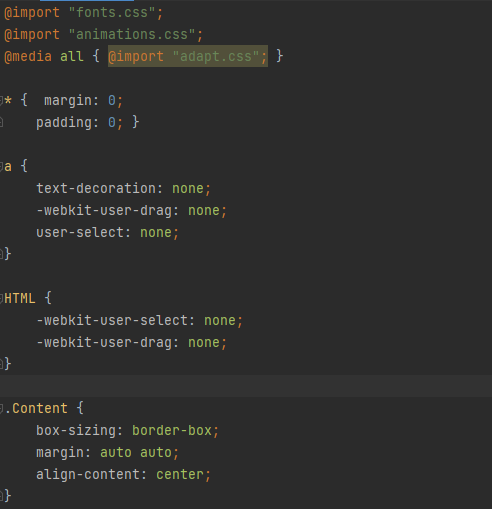 @import "fonts.css";
@import "animations.css";
@media all { @import "adapt.css"; }
* {  margin: 0;
    padding: 0; }
a {
    text-decoration: none;
    -webkit-user-drag: none;
    user-select: none;
}
HTML {
    -webkit-user-select: none;
    -webkit-user-drag: none;
}
.Content {
    box-sizing: border-box;
    margin: auto auto;
    align-content: center;
}